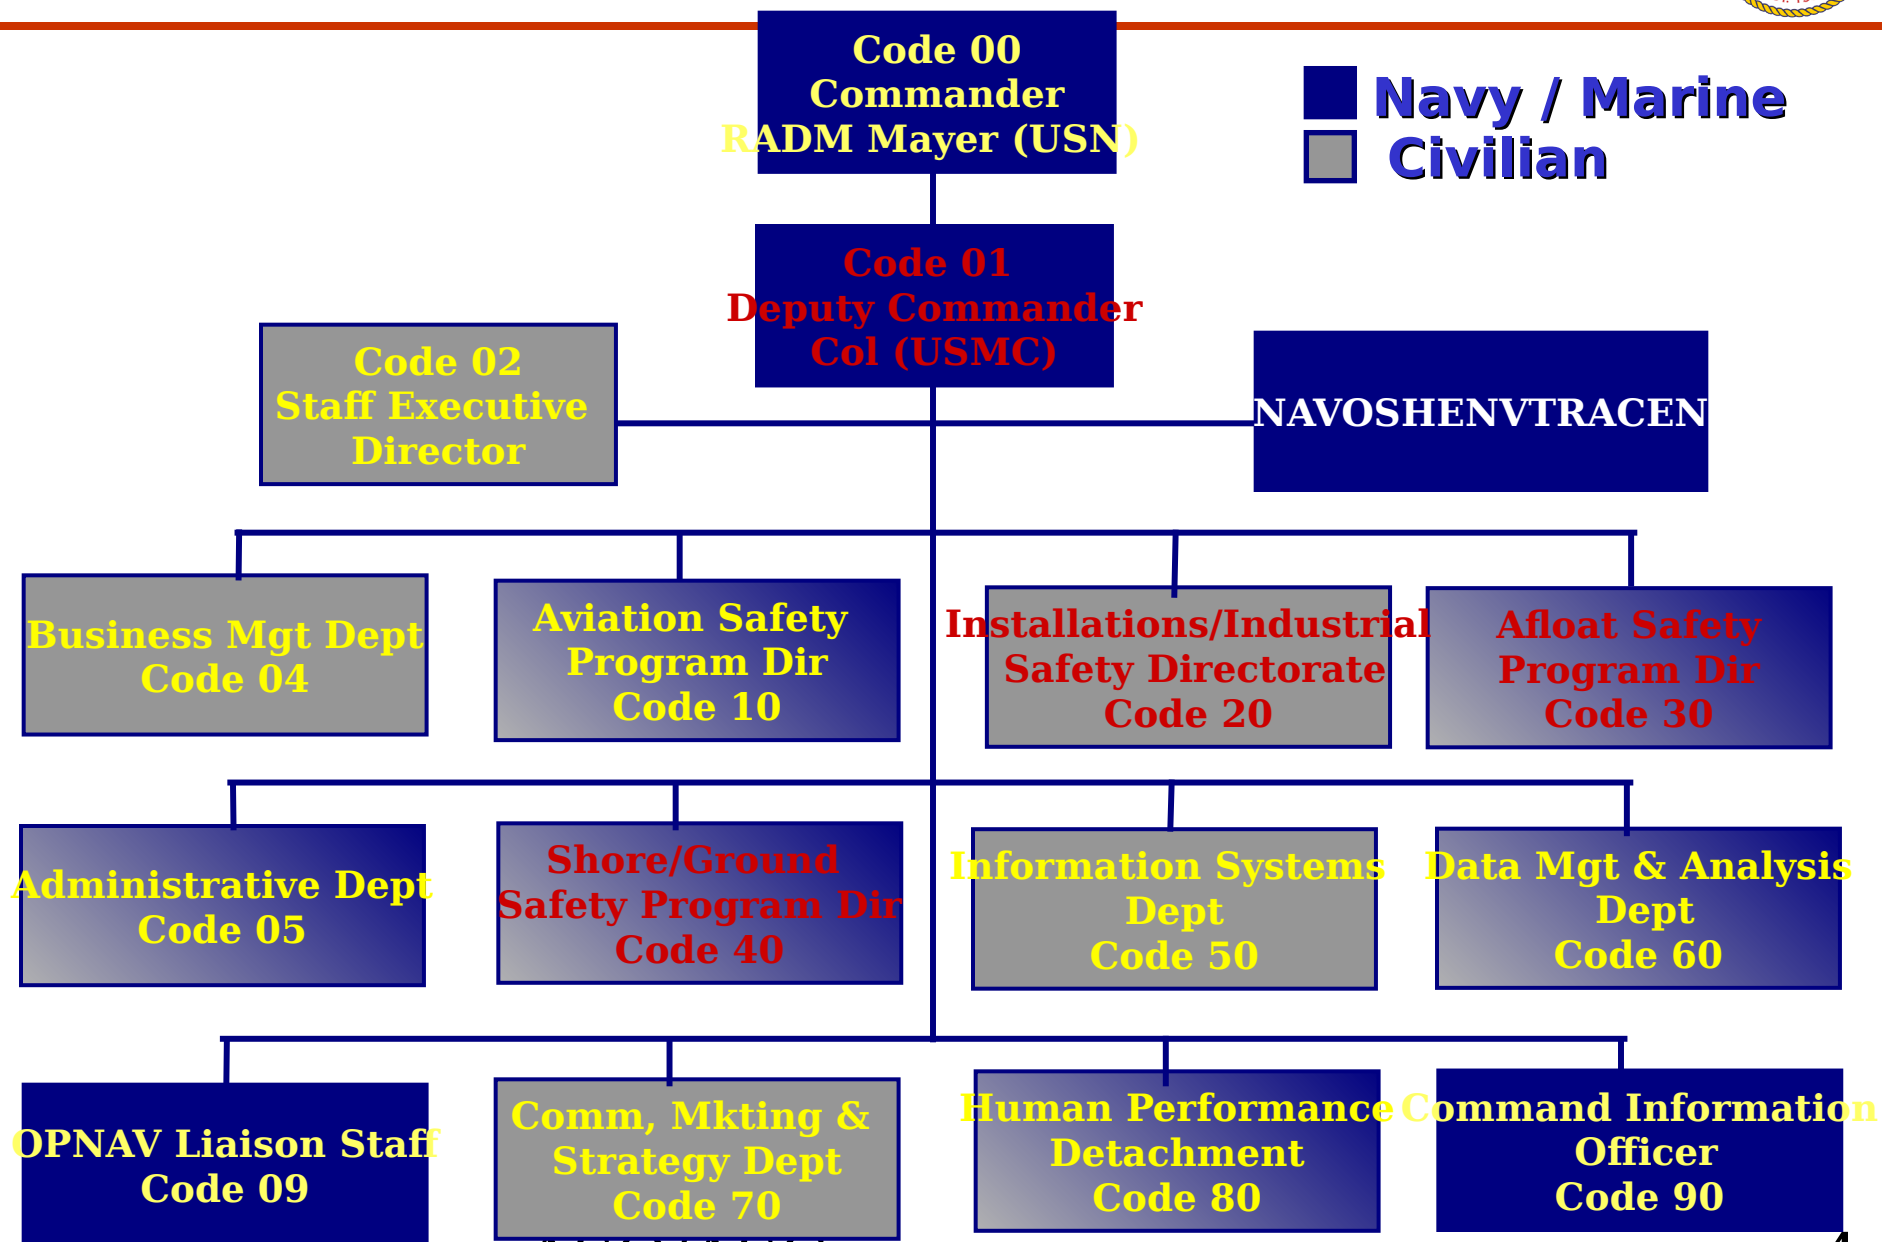 Code 00
Commander
RADM Mayer (USN)
Navy / Marine
Civilian
Code 01
Deputy Commander
Col (USMC)
Code 02
Staff Executive
Director
NAVOSHENVTRACEN
Business Mgt Dept
Code 04
Aviation Safety
Program Dir
Code 10
Installations/Industrial
Safety Directorate
Code 20
Afloat Safety
Program Dir
Code 30
Administrative Dept
Code 05
Shore/Ground
Safety Program Dir
Code 40
Information Systems
Dept
Code 50
Data Mgt & Analysis
Dept
Code 60
OPNAV Liaison Staff
Code 09
Comm, Mkting &
Strategy Dept
Code 70
Human Performance
Detachment
Code 80
Command Information
Officer
Code 90